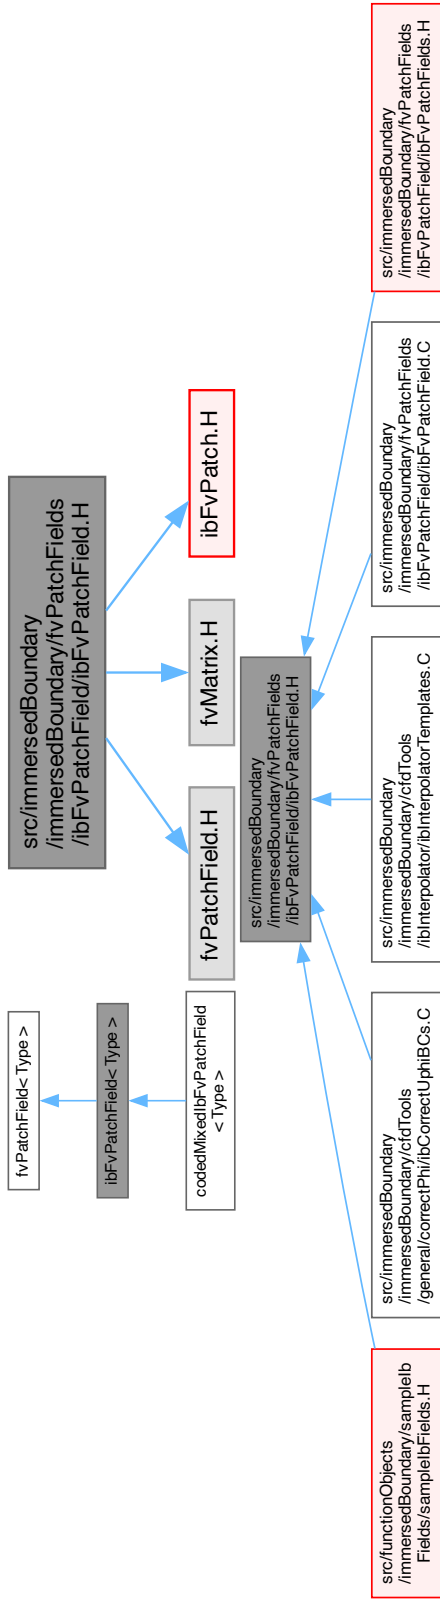 fvPatchField< Type >
ibFvPatchField< Type >
codedMixedIbFvPatchField
< Type >
src/immersedBoundary
/immersedBoundary/fvPatchFields
/ibFvPatchField/ibFvPatchField.H
fvPatchField.H
fvMatrix.H
ibFvPatch.H
src/immersedBoundary
/immersedBoundary/fvPatchFields
/ibFvPatchField/ibFvPatchField.H
src/functionObjects
/immersedBoundary/sampleIb
Fields/sampleIbFields.H
src/immersedBoundary
/immersedBoundary/cfdTools
/general/correctPhi/ibCorrectUphiBCs.C
src/immersedBoundary
/immersedBoundary/cfdTools
/ibInterpolator/ibInterpolatorTemplates.C
src/immersedBoundary
/immersedBoundary/fvPatchFields
/ibFvPatchField/ibFvPatchField.C
src/immersedBoundary
/immersedBoundary/fvPatchFields
/ibFvPatchField/ibFvPatchFields.H